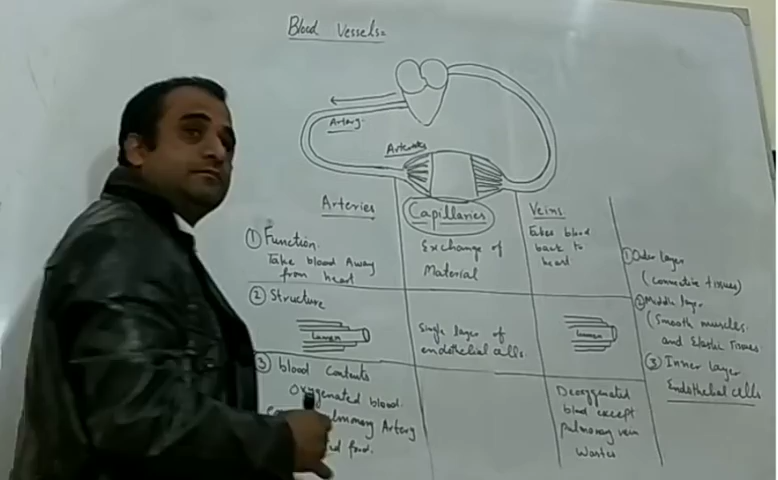 Blood Vessels
Artery
Arterioles
Arteries
Capillaries
Veins
① Function
Take blood Away
from heart
Exchange of
Material
Takes blood
back to
heart
② Structure
Lumen
Single layer of
endothelial cells
Lumen
③ blood Contents
Oxygenated blood.
Pulmonary Artery
food.
Deoxygenated
blood except
pulmonary vein
wastes
① Outer layer
(connective tissues)
② Middle layer
(Smooth muscles
and Elastic Tissues
③ Inner layer
Endothelial cells